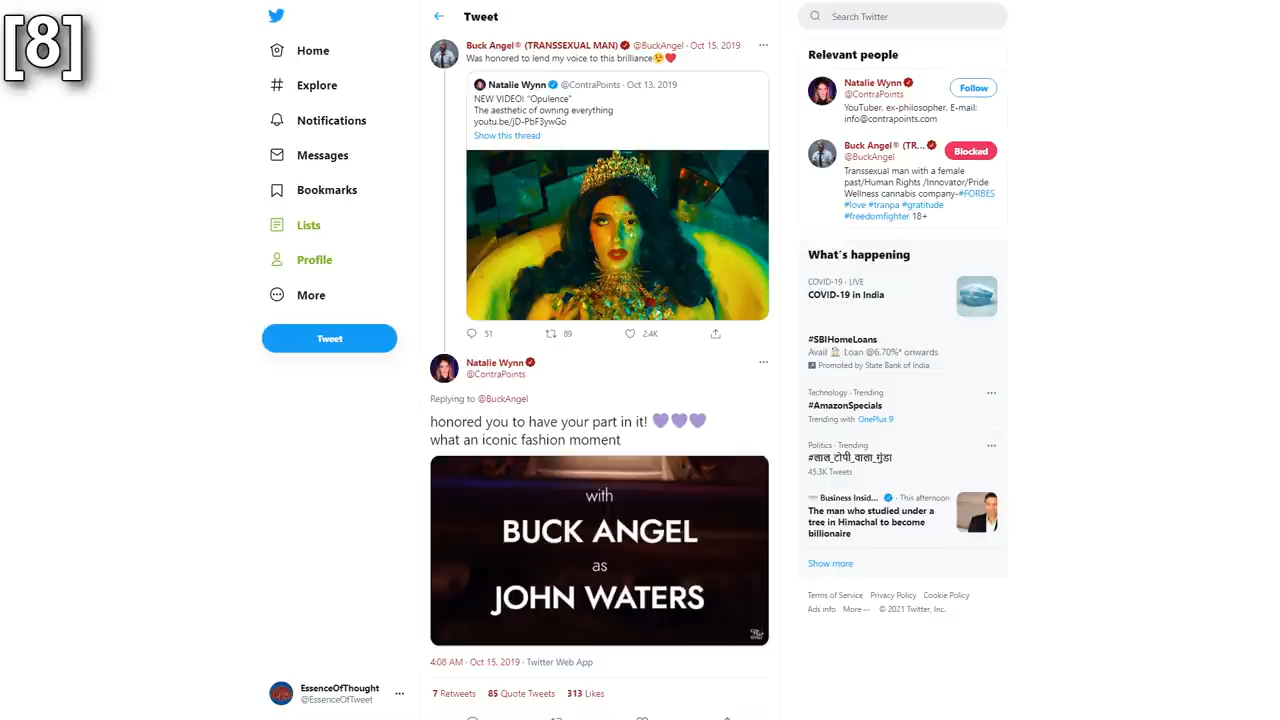 [8]
Home
Explore
Notifications
Messages
Bookmarks
Lists
Profile
More
Tweet
EssenceOfThought
@EssenceOfTweet
Tweet
Buck Angel® (TRANSSEXUAL MAN) @BuckAngel · Oct 15, 2019
Was honored to lend my voice to this brilliance
Natalie Wynn @ContraPoints · Oct 13, 2019
NEW VIDEO! "Opulence"
The aesthetic of owning everything
youtu.be/jD-PbF3ywGo
Show this thread
51 89 2.4K
Natalie Wynn
@ContraPoints
Replying to @BuckAngel
honored you to have your part in it! 💜💜💜
what an iconic fashion moment
with
BUCK ANGEL
as
JOHN WATERS
4:08 AM · Oct 15, 2019 · Twitter Web App
7 Retweets 85 Quote Tweets 313 Likes
Search Twitter
Relevant people
Natalie Wynn
@ContraPoints
Follow
YouTuber, ex-philosopher. E-mail:
info@contrapoints.com
Buck Angel® (TR...
@BuckAngel
Blocked
Transsexual man with a female
past/Human Rights /Innovator/Pride
Wellness cannabis company-#FORBES
#love #tranpa #gratitude
#freedomfighter 18+
What's happening
COVID-19 · LIVE
COVID-19 in India
#SBIHomeLoans
Avail Loan @6.70%* onwards
Promoted by State Bank of India
Technology · Trending
#AmazonSpecials
Trending with OnePlus 9
Politics · Trending
#लाल_टोपी_वाला_गुंडा
45.3K Tweets
Business Insid... · This afternoon
The man who studied under a
tree in Himachal to become
billionaire
Show more
Terms of Service Privacy Policy Cookie Policy
Ads info More ··· © 2021 Twitter, Inc.